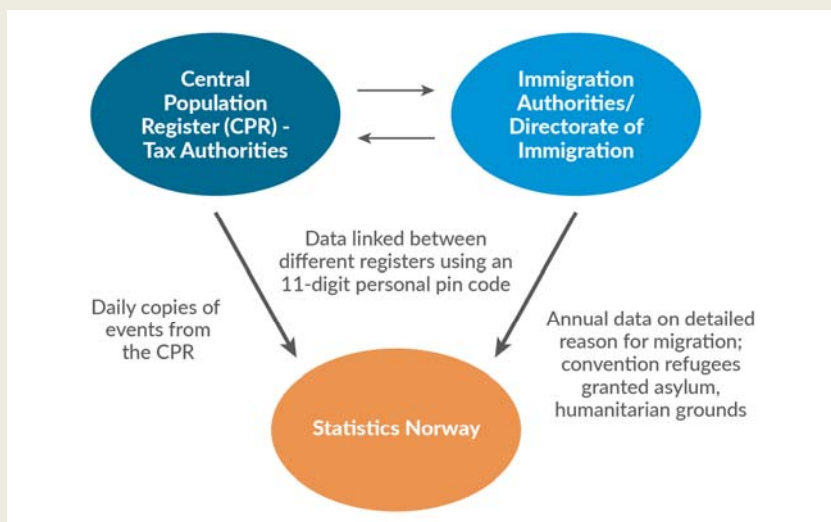 Central
Population
Register (CPR) -
Tax Authorities
Immigration
Authorities/
Directorate of
Immigration
Data linked between
different registers using an
11-digit personal pin code
Daily copies of
events from
the CPR
Annual data on detailed
reason for migration;
convention refugees
granted asylum,
humanitarian grounds
Statistics Norway